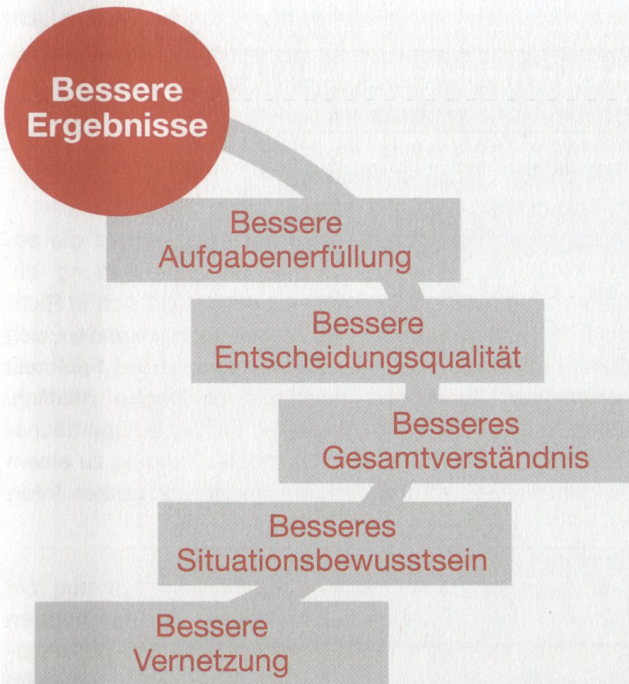 Bessere
Ergebnisse
Bessere
Aufgabenerfüllung
Bessere
Entscheidungsqualität
Besseres
Gesamtverständnis
Besseres
Situationsbewusstsein
Bessere
Vernetzung